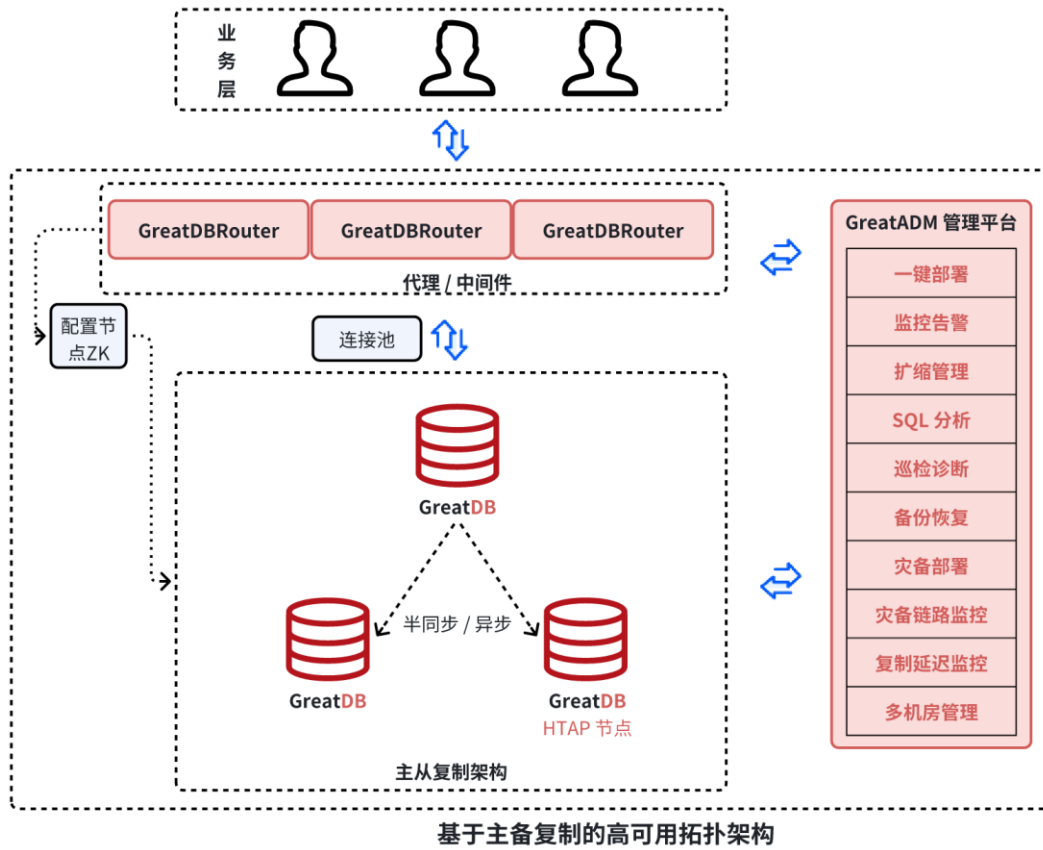 业
务
层
GreatDBRouter
GreatDBRouter
GreatDBRouter
代理 / 中间件
配置节
点ZK
连接池
GreatDB
半同步 / 异步
GreatDB
GreatDB
HTAP 节点
主从复制架构
GreatADM 管理平台
一键部署
监控告警
扩缩管理
SQL 分析
巡检诊断
备份恢复
灾备部署
灾备链路监控
复制延迟监控
多机房管理
基于主备复制的高可用拓扑架构